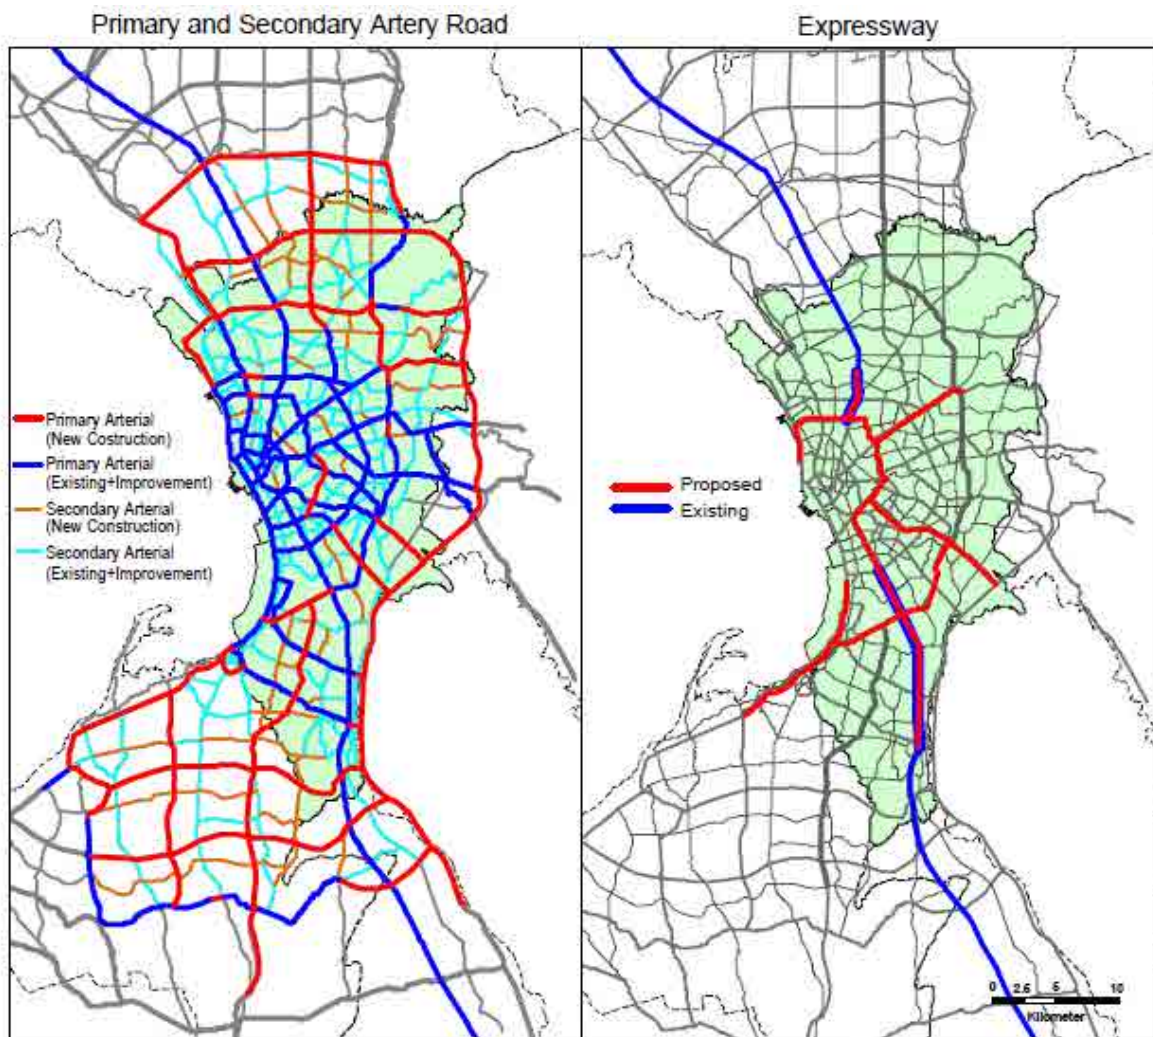 Primary and Secondary Artery Road
Expressway
Primary Arterial
(New Costruction)
Primary Arterial
(Existing+Improvement)
Secondary Arterial
(New Construction)
Secondary Arterial
(Existing+Improvement)
Proposed
Existing
0 2.5 5 10
Kilometer